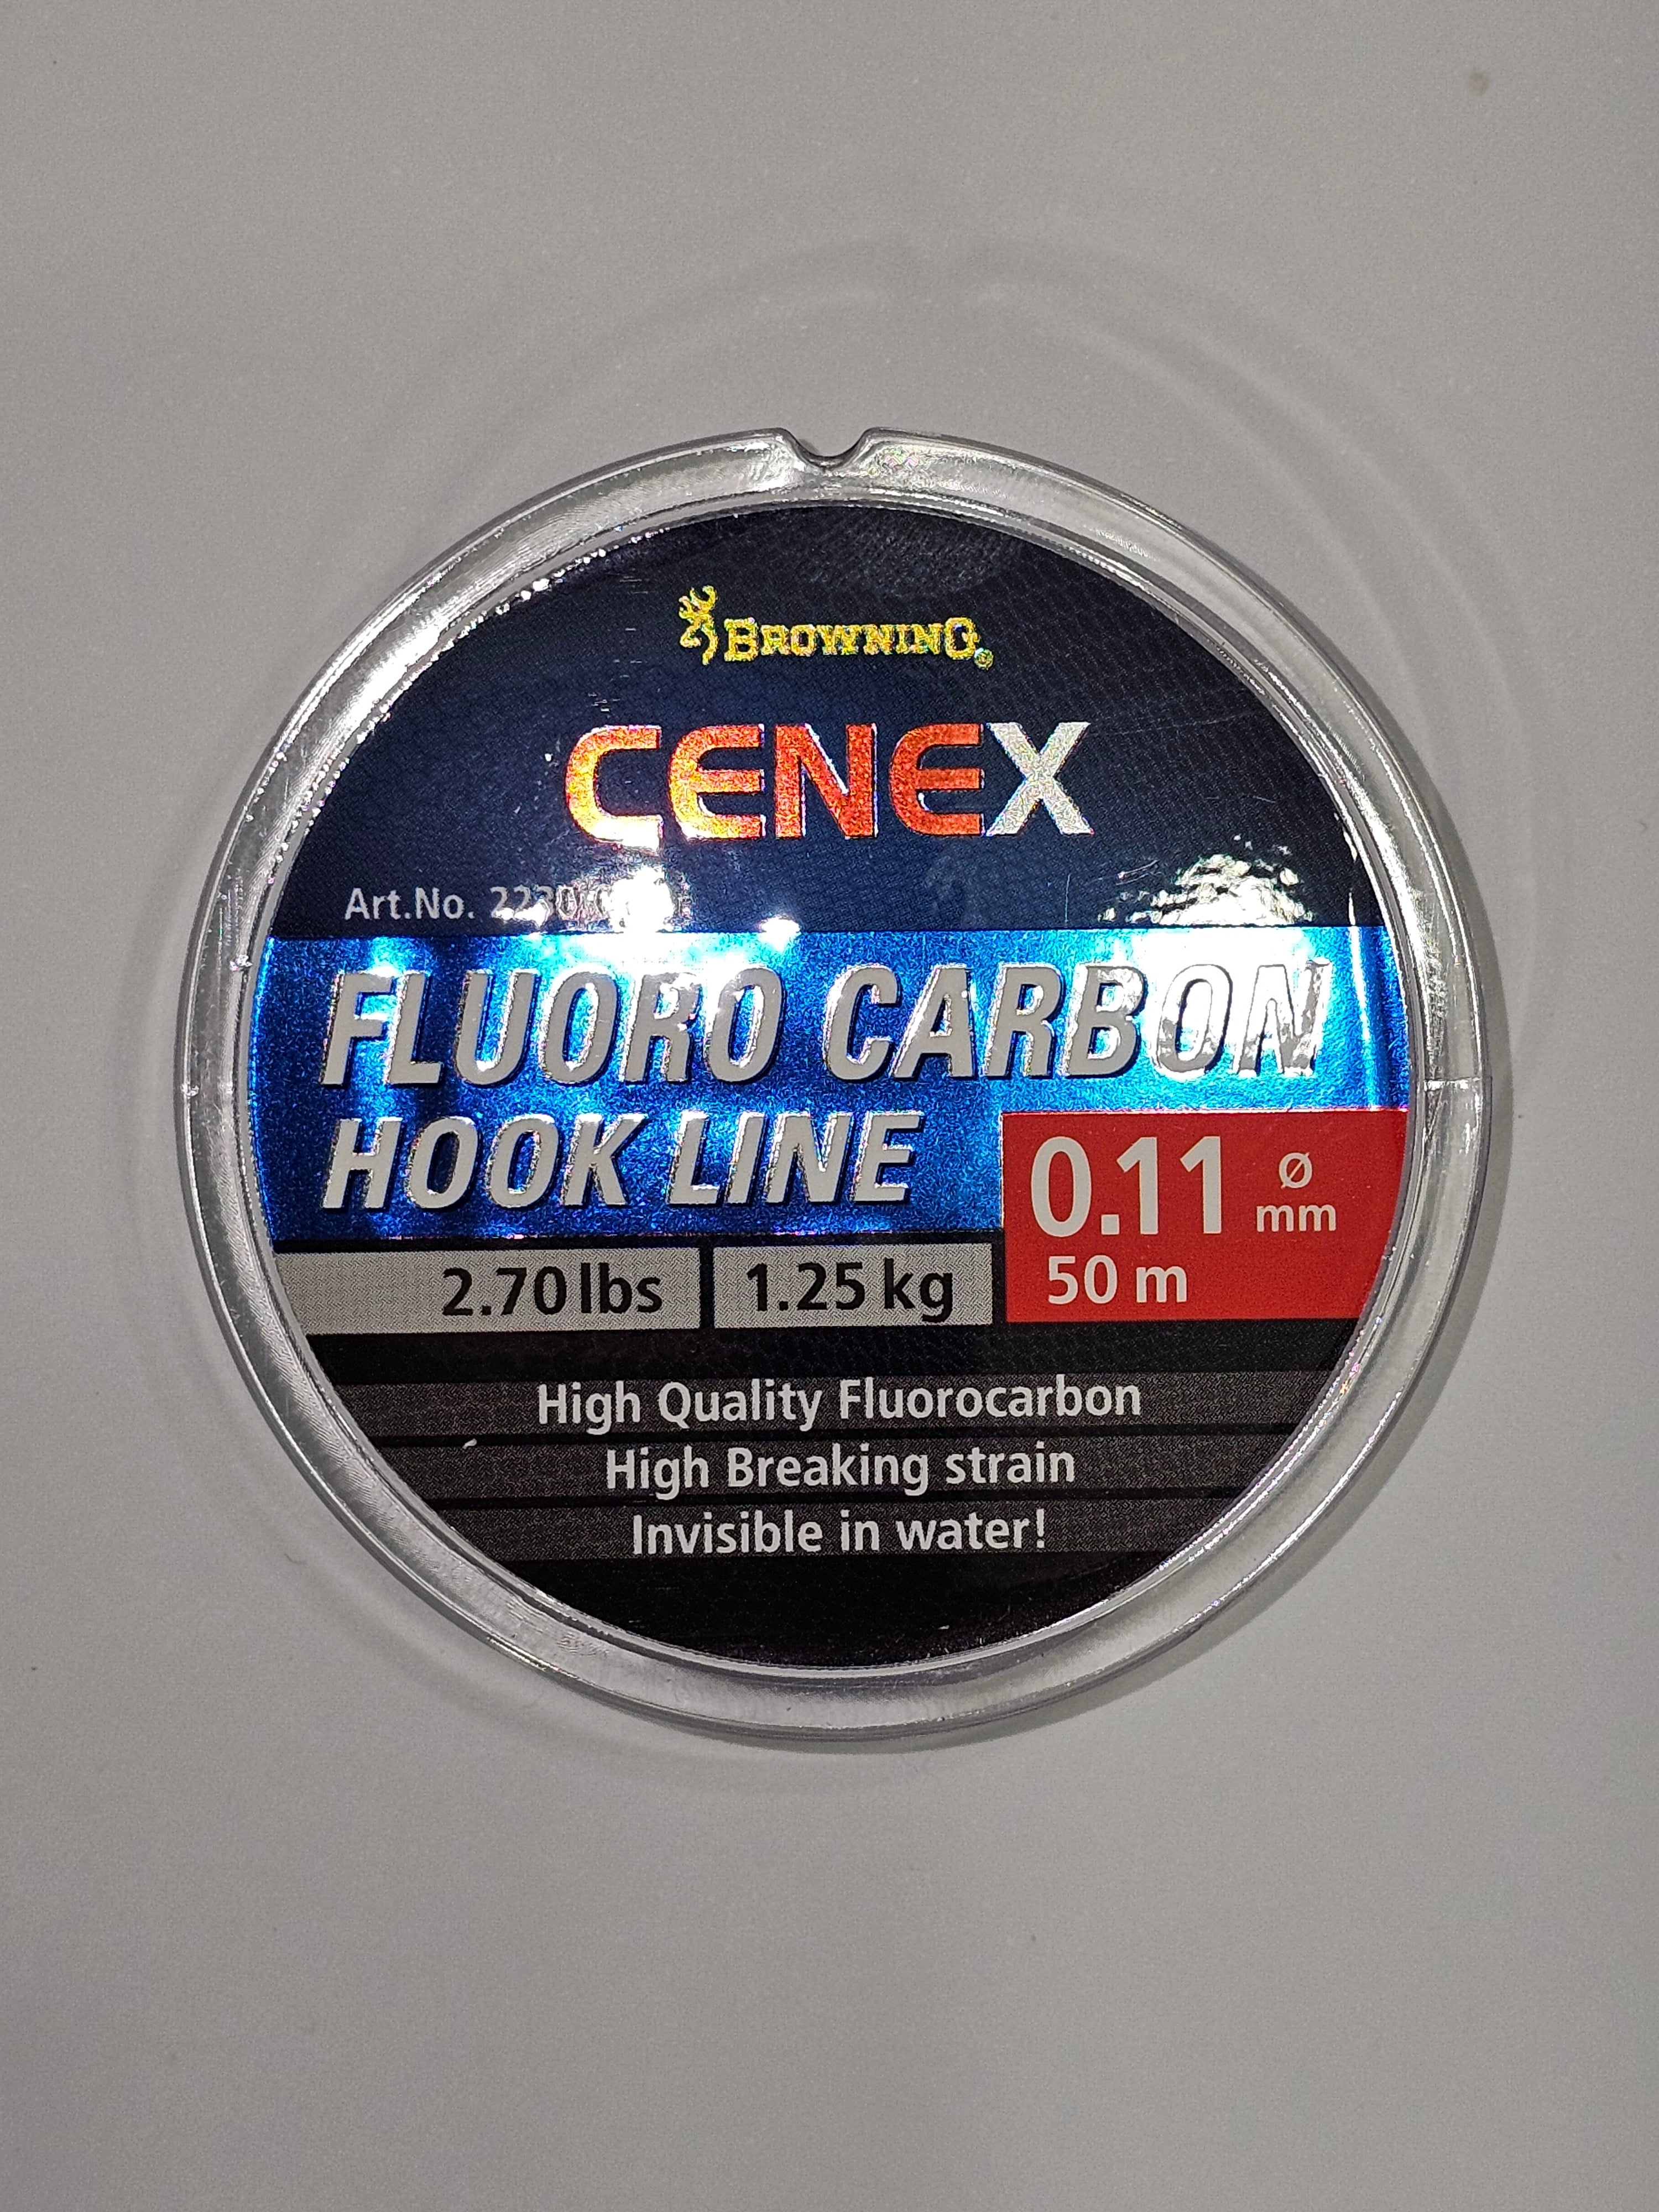 BROWNING®
CENEX
Art.No.
FLUORO CARBON
HOOK LINE
0.11 ø mm
2.70 lbs 1.25 kg 50 m
High Quality Fluorocarbon
High Breaking strain
Invisible in water!